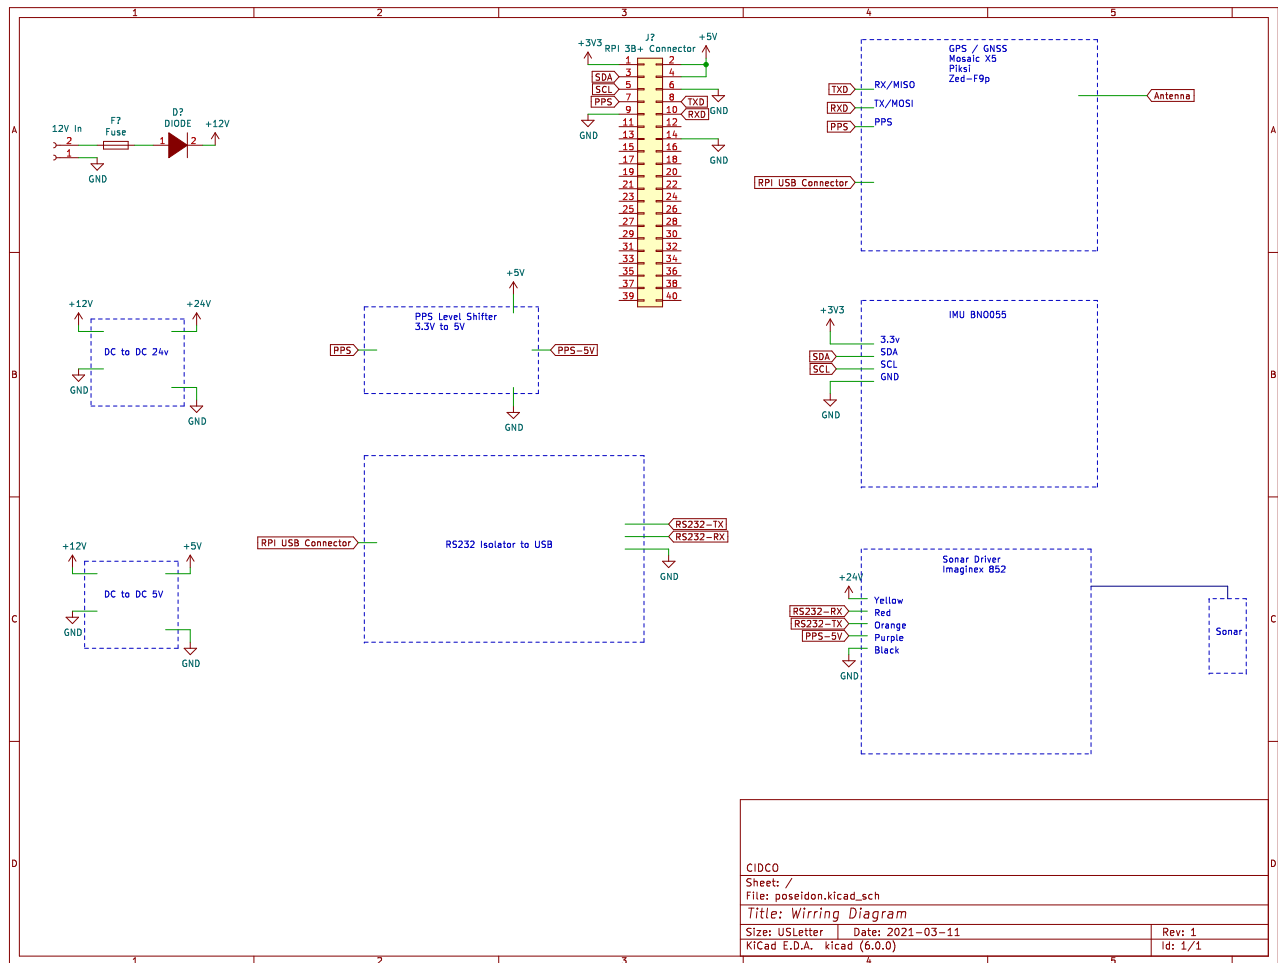 1 2 3 4 5
A
B
C
D
12V In
2
1
F?
Fuse
D?
DIODE
1 2
+12V
GND
J?
RPI 3B+ Connector
+3V3
+5V
SDA
SCL
PPS
TXD
RXD
GND
GND
GND
1 2
3 4
5 6
7 8
9 10
11 12
13 14
15 16
17 18
19 20
21 22
23 24
25 26
27 28
29 30
31 32
33 34
35 36
37 38
39 40
GPS / GNSS
Mosaic X5
Piksi
Zed-F9p
TXD RX/MISO
RXD TX/MOSI
PPS PPS
RPI USB Connector
Antenna
+12V +24V
DC to DC 24v
GND
GND
+5V
PPS Level Shifter
3.3V to 5V
PPS
PPS-5V
GND
IMU BNO055
+3V3
3.3v
SDA SDA
SCL SCL
GND
GND
+12V +5V
DC to DC 5V
GND
GND
RPI USB Connector
RS232 Isolator to USB
RS232-TX
RS232-RX
GND
Sonar Driver
Imaginex 852
+24V
Yellow
RS232-RX Red
RS232-TX Orange
PPS-5V Purple
Black
GND
Sonar
CIDCO
Sheet: /
File: poseidon.kicad_sch
Title: Wirring Diagram
Size: USLetter Date: 2021-03-11 Rev: 1
KiCad E.D.A. kicad (6.0.0) Id: 1/1
A
B
C
D
1 2 3 4 5